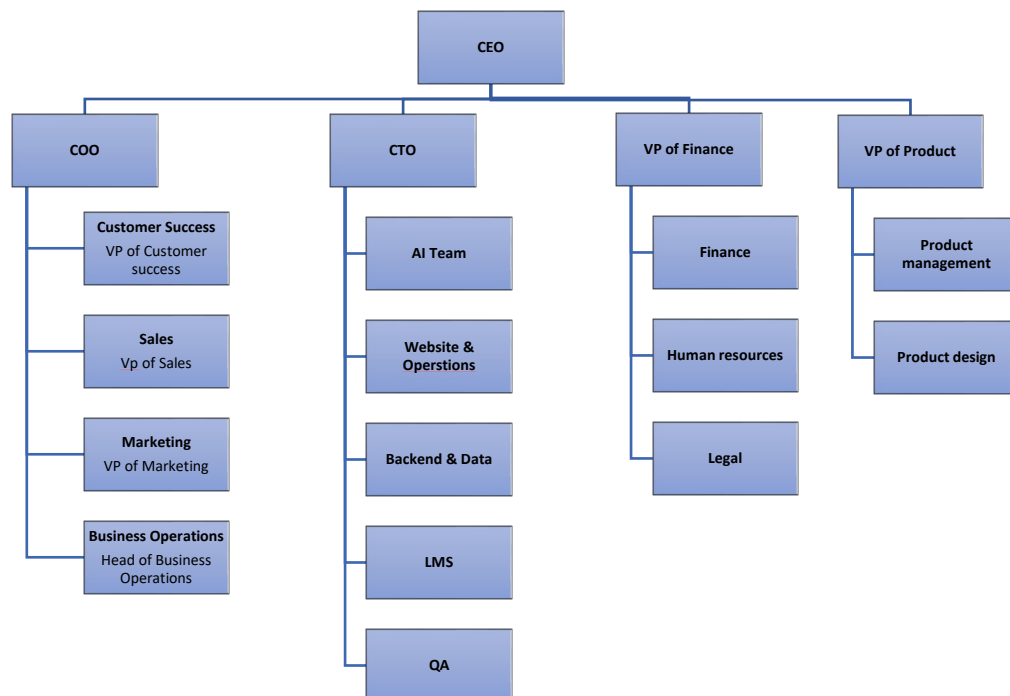 CEO
COO
CTO
VP of Finance
VP of Product
Customer Success
VP of Customer
success
Sales
Vp of Sales
Marketing
VP of Marketing
Business Operations
Head of Business
Operations
AI Team
Website &
Operstions
Backend & Data
LMS
QA
Finance
Human resources
Legal
Product
management
Product design